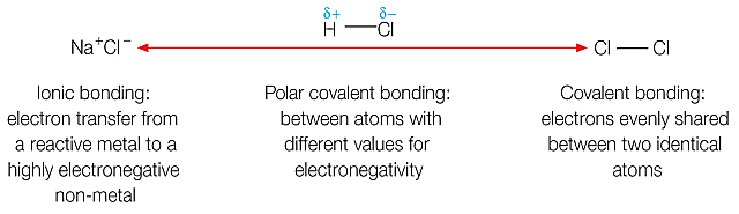 δ+ δ−
H — Cl
Na⁺Cl⁻
Cl — Cl
Ionic bonding:
electron transfer from
a reactive metal to a
highly electronegative
non-metal
Polar covalent bonding:
between atoms with
different values for
electronegativity
Covalent bonding:
electrons evenly shared
between two identical
atoms